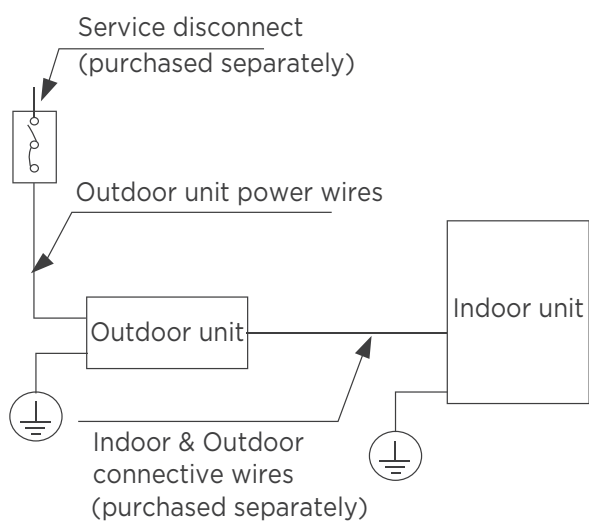 Service disconnect
(purchased separately)
Outdoor unit power wires
Outdoor unit
Indoor unit
Indoor & Outdoor
connective wires
(purchased separately)